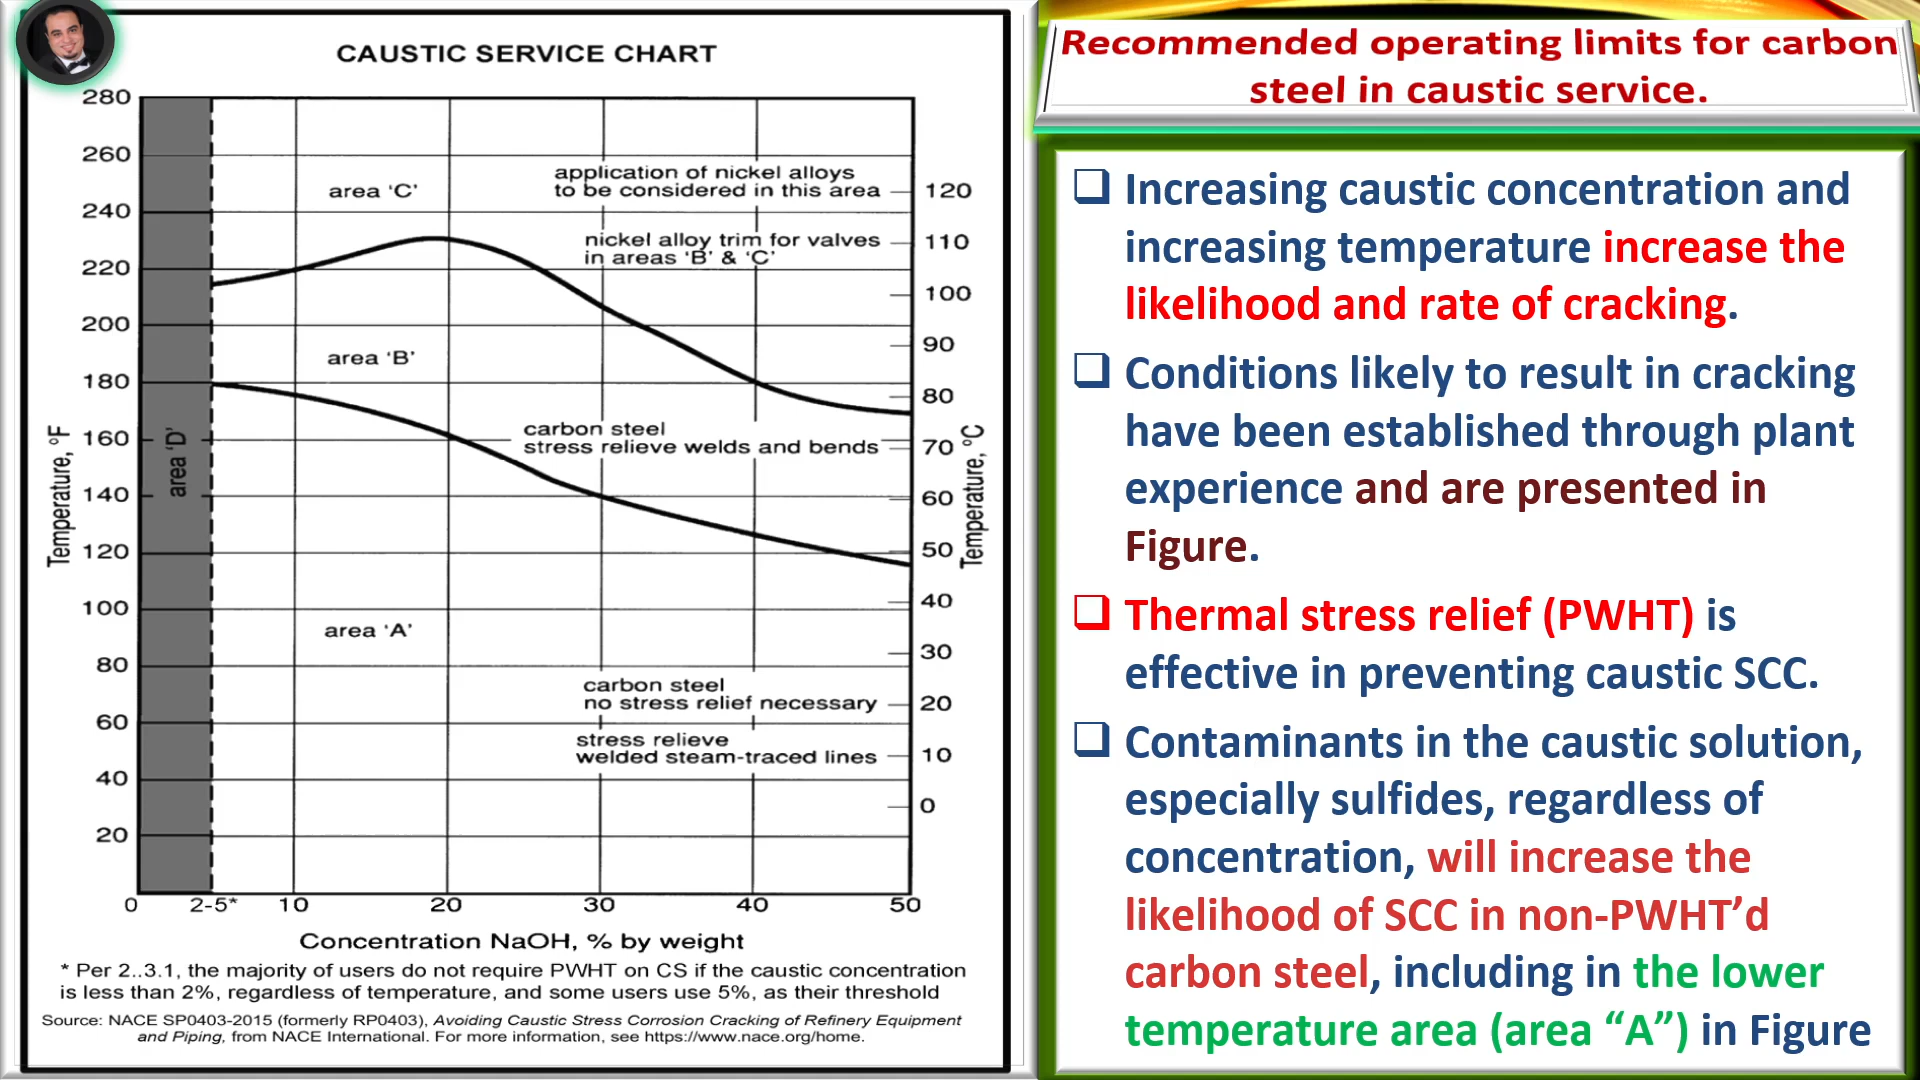 CAUSTIC SERVICE CHART
280
260
240
220
200
180
160
140
120
100
80
60
40
20
Temperature, °F
area ‘D’
area ‘C’
application of nickel alloys
to be considered in this area
nickel alloy trim for valves
in areas ‘B’ & ‘C’
area ‘B’
carbon steel
stress relieve welds and bends
area ‘A’
carbon steel
no stress relief necessary
stress relieve
welded steam-traced lines
120
110
100
90
80
70
60
50
40
30
20
10
0
Temperature, °C
0 2-5* 10 20 30 40 50
Concentration NaOH, % by weight
* Per 2..3.1, the majority of users do not require PWHT on CS if the caustic concentration
is less than 2%, regardless of temperature, and some users use 5%, as their threshold
Source: NACE SP0403-2015 (formerly RP0403), Avoiding Caustic Stress Corrosion Cracking of Refinery Equipment
and Piping, from NACE International. For more information, see https://www.nace.org/home.
Recommended operating limits for carbon
steel in caustic service.
❑ Increasing caustic concentration and
increasing temperature increase the
likelihood and rate of cracking.
❑ Conditions likely to result in cracking
have been established through plant
experience and are presented in
Figure.
❑ Thermal stress relief (PWHT) is
effective in preventing caustic SCC.
❑ Contaminants in the caustic solution,
especially sulfides, regardless of
concentration, will increase the
likelihood of SCC in non-PWHT’d
carbon steel, including in the lower
temperature area (area “A”) in Figure